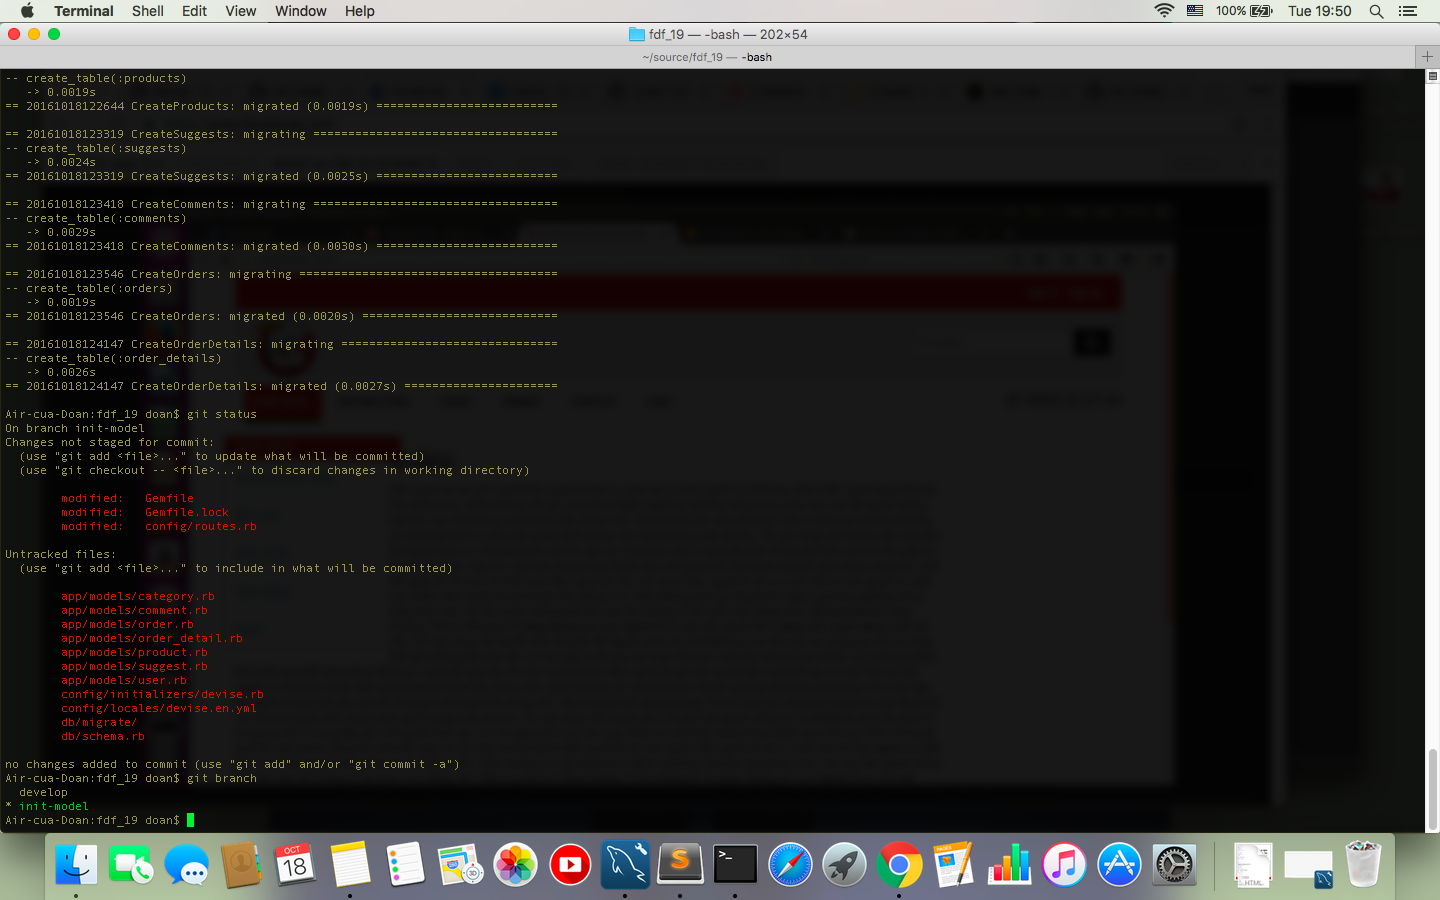 Terminal Shell Edit View Window Help 100% Tue 19:50
fdf_19 — -bash — 202×54
~/source/fdf_19 — -bash
-- create_table(:products)
-> 0.0019s
== 20161018122644 CreateProducts: migrated (0.0019s) ==========================
== 20161018123319 CreateSuggests: migrating ===================================
-- create_table(:suggests)
-> 0.0024s
== 20161018123319 CreateSuggests: migrated (0.0025s) ==========================
== 20161018123418 CreateComments: migrating ===================================
-- create_table(:comments)
-> 0.0029s
== 20161018123418 CreateComments: migrated (0.0030s) ==========================
== 20161018123546 CreateOrders: migrating =====================================
-- create_table(:orders)
-> 0.0019s
== 20161018123546 CreateOrders: migrated (0.0020s) ============================
== 20161018124147 CreateOrderDetails: migrating ===============================
-- create_table(:order_details)
-> 0.0026s
== 20161018124147 CreateOrderDetails: migrated (0.0027s) ======================
Air-cua-Doan:fdf_19 doan$ git status
On branch init-model
Changes not staged for commit:
(use "git add <file>..." to update what will be committed)
(use "git checkout -- <file>..." to discard changes in working directory)
modified:   Gemfile
modified:   Gemfile.lock
modified:   config/routes.rb
Untracked files:
(use "git add <file>..." to include in what will be committed)
app/models/category.rb
app/models/comment.rb
app/models/order.rb
app/models/order_detail.rb
app/models/product.rb
app/models/suggest.rb
app/models/user.rb
config/initializers/devise.rb
config/locales/devise.en.yml
db/migrate/
db/schema.rb
no changes added to commit (use "git add" and/or "git commit -a")
Air-cua-Doan:fdf_19 doan$ git branch
develop
* init-model
Air-cua-Doan:fdf_19 doan$
OCT
18
3D
PAGES
HTML